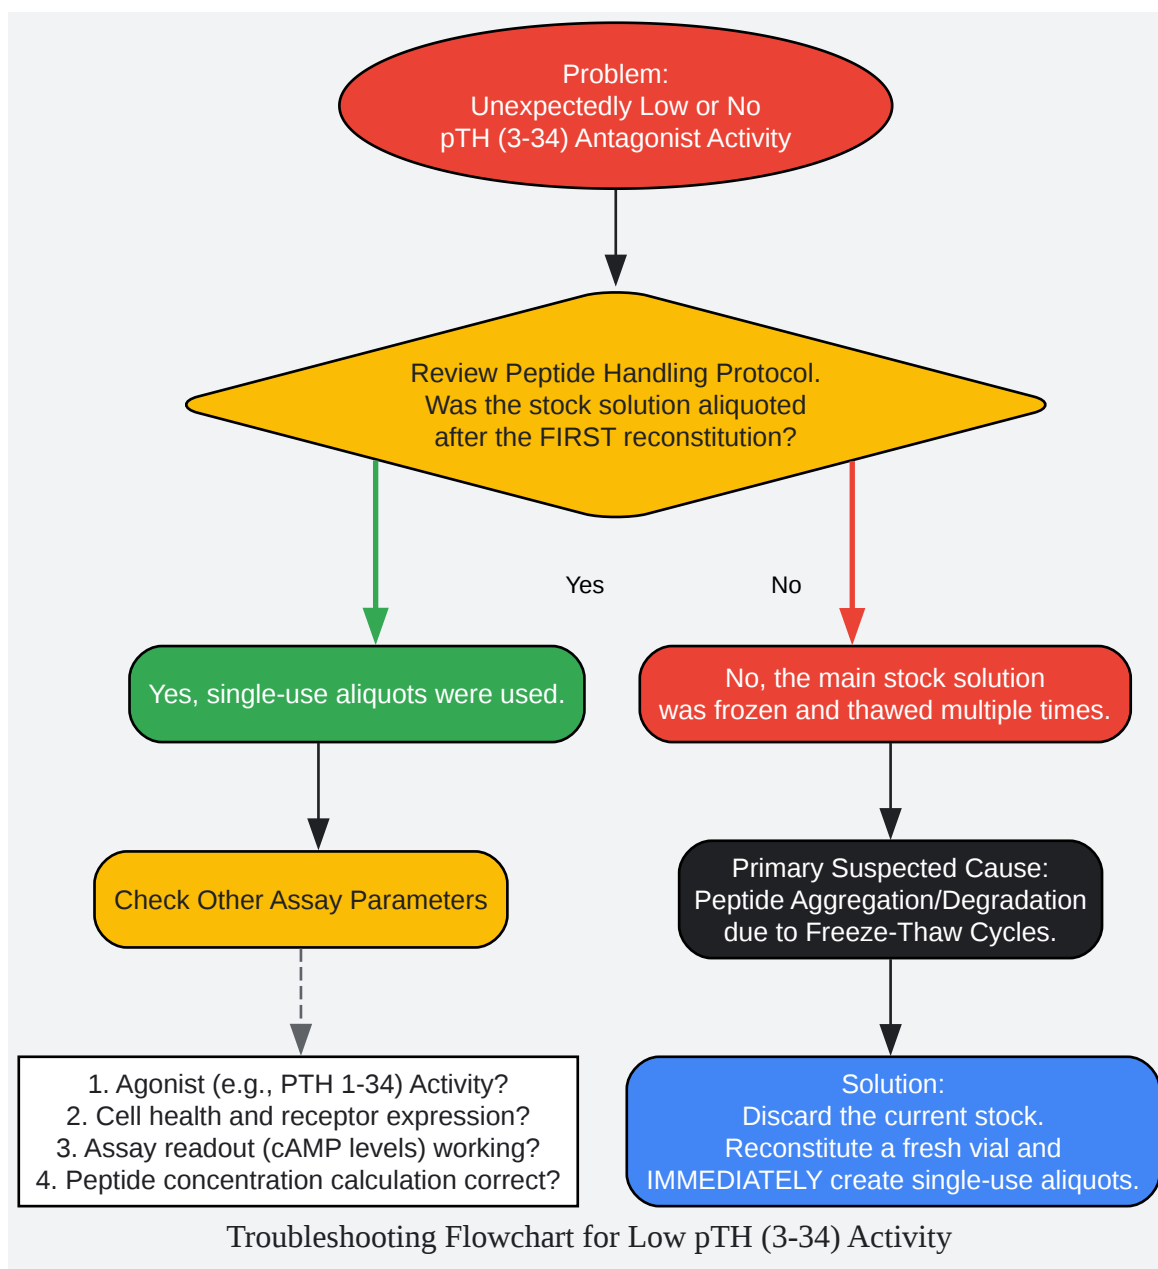 Problem:
Unexpectedly Low or No
pTH (3-34) Antagonist Activity
Review Peptide Handling Protocol.
Was the stock solution aliquoted
after the FIRST reconstitution?
Yes
No
Yes, single-use aliquots were used.
No, the main stock solution
was frozen and thawed multiple times.
Check Other Assay Parameters
Primary Suspected Cause:
Peptide Aggregation/Degradation
due to Freeze-Thaw Cycles.
1. Agonist (e.g., PTH 1-34) Activity?
2. Cell health and receptor expression?
3. Assay readout (cAMP levels) working?
4. Peptide concentration calculation correct?
Solution:
Discard the current stock.
Reconstitute a fresh vial and
IMMEDIATELY create single-use aliquots.
Troubleshooting Flowchart for Low pTH (3-34) Activity